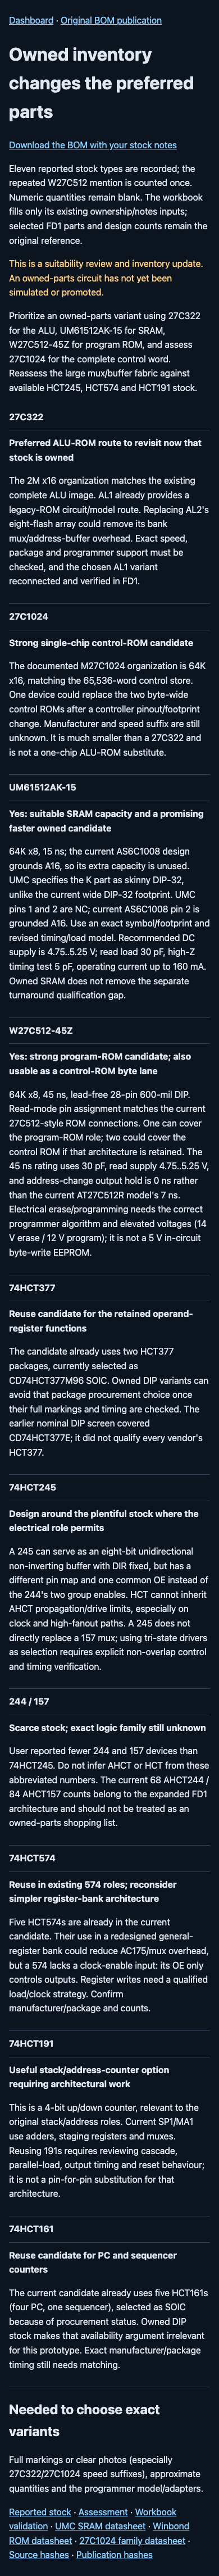 Dashboard · Original BOM publication
Owned inventory
changes the preferred
parts
Download the BOM with your stock notes
Eleven reported stock types are recorded; the
repeated W27C512 mention is counted once.
Numeric quantities remain blank. The workbook
fills only its existing ownership/notes inputs;
selected FD1 parts and design counts remain the
original reference.
This is a suitability review and inventory update.
An owned-parts circuit has not yet been
simulated or promoted.
Prioritize an owned-parts variant using 27C322
for the ALU, UM61512AK-15 for SRAM,
W27C512-45Z for program ROM, and assess
27C1024 for the complete control word.
Reassess the large mux/buffer fabric against
available HCT245, HCT574 and HCT191 stock.
27C322
Preferred ALU-ROM route to revisit now that
stock is owned
The 2M x16 organization matches the existing
complete ALU image. AL1 already provides a
legacy-ROM circuit/model route. Replacing AL2's
eight-flash array could remove its bank
mux/address-buffer overhead. Exact speed,
package and programmer support must be
checked, and the chosen AL1 variant
reconnected and verified in FD1.
27C1024
Strong single-chip control-ROM candidate
The documented M27C1024 organization is 64K
x16, matching the 65,536-word control store.
One device could replace the two byte-wide
control ROMs after a controller pinout/footprint
change. Manufacturer and speed suffix are still
unknown. It is much smaller than a 27C322 and
is not a one-chip ALU-ROM substitute.
UM61512AK-15
Yes: suitable SRAM capacity and a promising
faster owned candidate
64K x8, 15 ns; the current AS6C1008 design
grounds A16, so its extra capacity is unused.
UMC specifies the K part as skinny DIP-32,
unlike the current wide DIP-32 footprint. UMC
pins 1 and 2 are NC; current AS6C1008 pin 2 is
grounded A16. Use an exact symbol/footprint and
revised timing/load model. Recommended DC
supply is 4.75..5.25 V; read load 30 pF, high-Z
timing test 5 pF, operating current up to 160 mA.
Owned SRAM does not remove the separate
turnaround qualification gap.
W27C512-45Z
Yes: strong program-ROM candidate; also
usable as a control-ROM byte lane
64K x8, 45 ns, lead-free 28-pin 600-mil DIP.
Read-mode pin assignment matches the current
27C512-style ROM connections. One can cover
the program-ROM role; two could cover the
control ROM if that architecture is retained. The
45 ns rating uses 30 pF, read supply 4.75..5.25 V,
and address-change output hold is 0 ns rather
than the current AT27C512R model's 7 ns.
Electrical erase/programming needs the correct
programmer algorithm and elevated voltages (14
V erase / 12 V program); it is not a 5 V in-circuit
byte-write EEPROM.
74HCT377
Reuse candidate for the retained operand-
register functions
The candidate already uses two HCT377
packages, currently selected as
CD74HCT377M96 SOIC. Owned DIP variants can
avoid that package procurement choice once
their full markings and timing are checked. The
earlier nominal DIP screen covered
CD74HCT377E; it did not qualify every vendor's
HCT377.
74HCT245
Design around the plentiful stock where the
electrical role permits
A 245 can serve as an eight-bit unidirectional
non-inverting buffer with DIR fixed, but has a
different pin map and one common OE instead of
the 244's two group enables. HCT cannot inherit
AHCT propagation/drive limits, especially on
clock and high-fanout paths. A 245 does not
directly replace a 157 mux; using tri-state drivers
as selection requires explicit non-overlap control
and timing verification.
244 / 157
Scarce stock; exact logic family still unknown
User reported fewer 244 and 157 devices than
74HCT245. Do not infer AHCT or HCT from these
abbreviated numbers. The current 68 AHCT244 /
84 AHCT157 counts belong to the expanded FD1
architecture and should not be treated as an
owned-parts shopping list.
74HCT574
Reuse in existing 574 roles; reconsider
simpler register-bank architecture
Five HCT574s are already in the current
candidate. Their use in a redesigned general-
register bank could reduce AC175/mux overhead,
but a 574 lacks a clock-enable input: its OE only
controls outputs. Register writes need a qualified
load/clock strategy. Confirm
manufacturer/package and counts.
74HCT191
Useful stack/address-counter option
requiring architectural work
This is a 4-bit up/down counter, relevant to the
original stack/address roles. Current SP1/MA1
use adders, staging registers and muxes.
Reusing 191s requires reviewing cascade,
parallel-load, output timing and reset behaviour;
it is not a pin-for-pin substitution for that
architecture.
74HCT161
Reuse candidate for PC and sequencer
counters
The current candidate already uses five HCT161s
(four PC, one sequencer), selected as SOIC
because of procurement status. Owned DIP
stock makes that availability argument irrelevant
for this prototype. Exact manufacturer/package
timing still needs matching.
Needed to choose exact
variants
Full markings or clear photos (especially
27C322/27C1024 speed suffixes), approximate
quantities and the programmer model/adapters.
Reported stock · Assessment · Workbook
validation · UMC SRAM datasheet · Winbond
ROM datasheet · 27C1024 family datasheet ·
Source hashes · Publication hashes